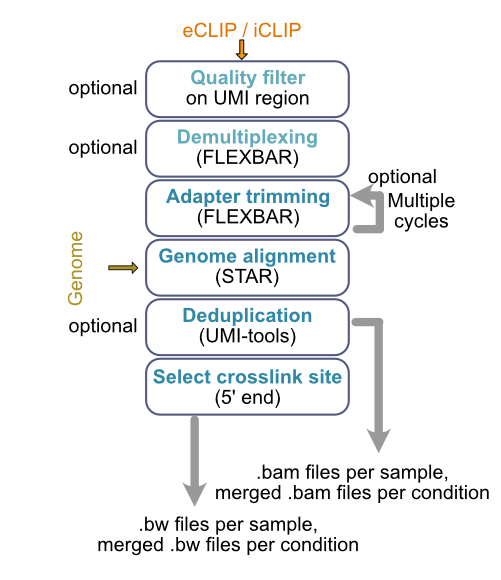 eCLIP / iCLIP
optional
Quality filter
on UMI region
optional
Demultiplexing
(FLEXBAR)
Adapter trimming
(FLEXBAR)
optional
Multiple
cycles
Genome
Genome alignment
(STAR)
optional
Deduplication
(UMI-tools)
Select crosslink site
(5' end)
.bam files per sample,
merged .bam files per condition
.bw files per sample,
merged .bw files per condition